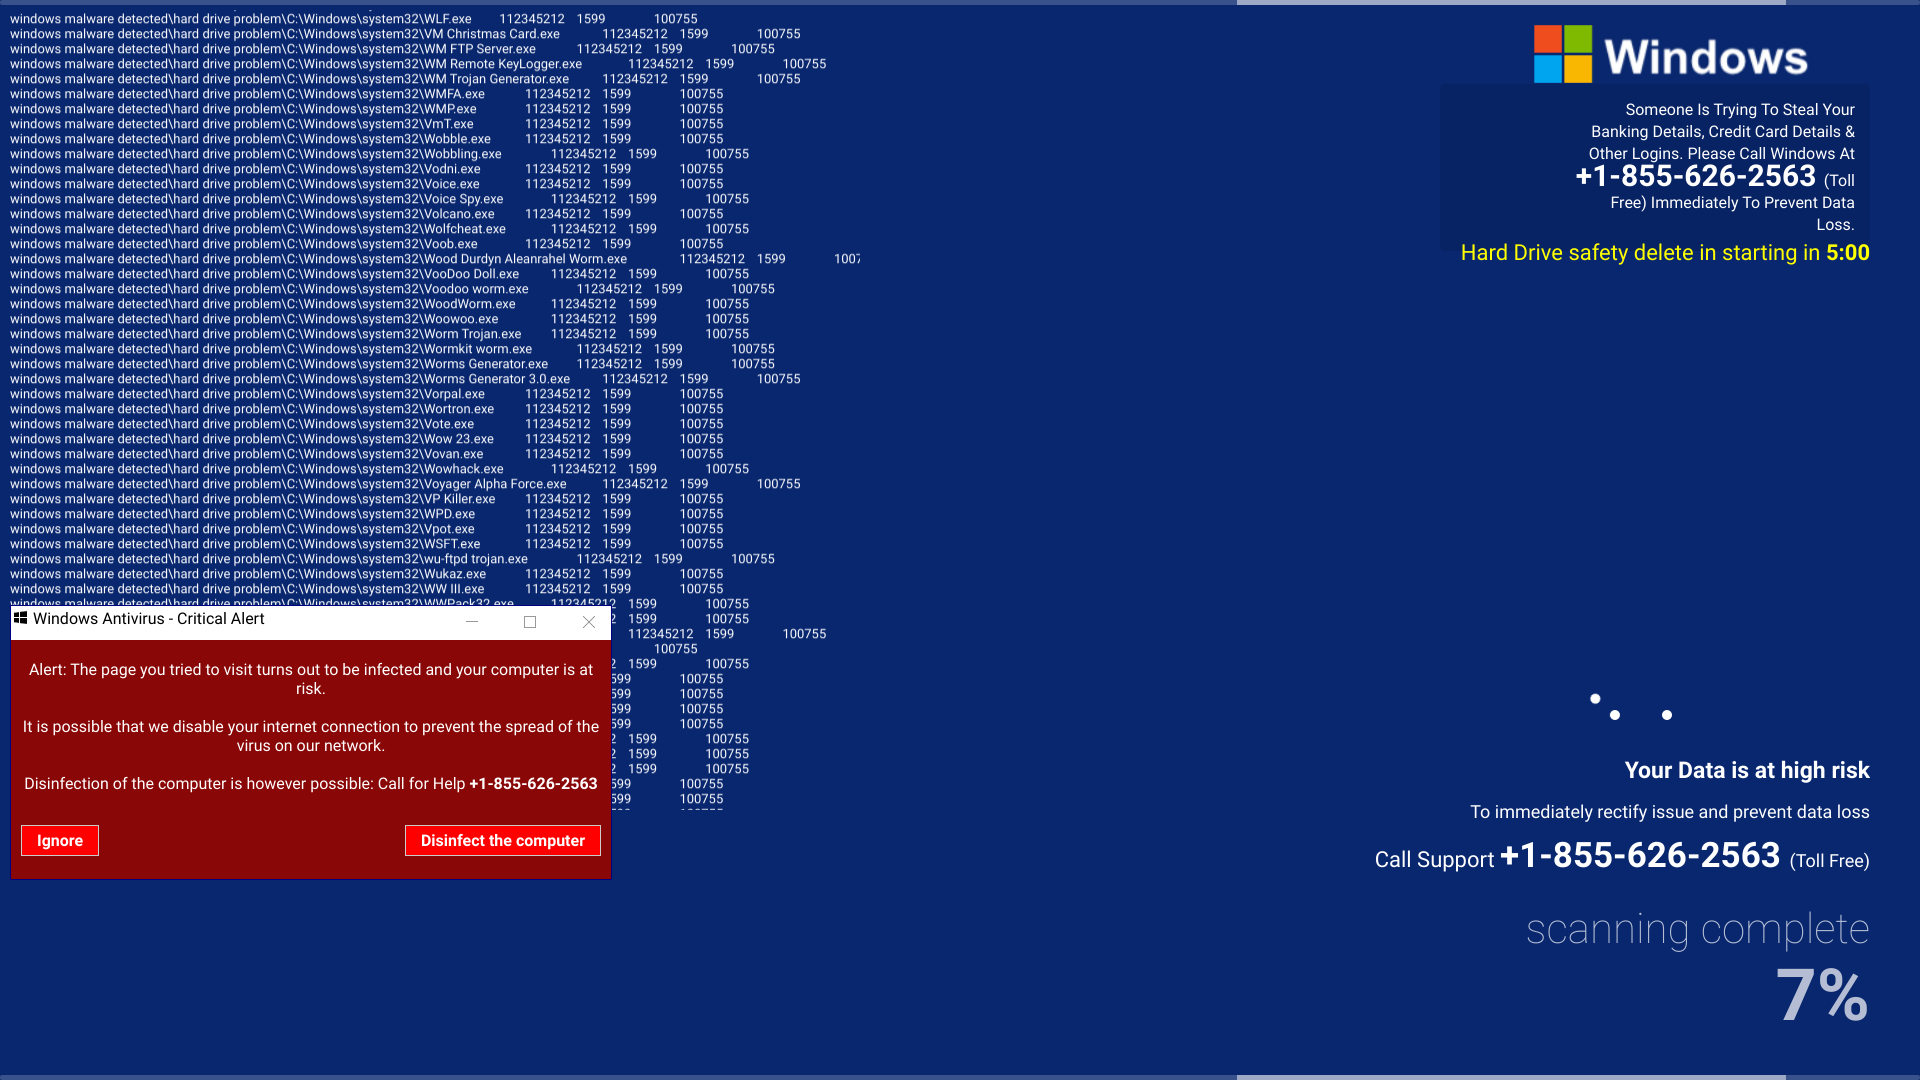 windows malware detected\hard drive problem\C:\Windows\system32\WLF.exe 112345212 1599 100755
windows malware detected\hard drive problem\C:\Windows\system32\VM Christmas Card.exe 112345212 1599 100755
windows malware detected\hard drive problem\C:\Windows\system32\WM FTP Server.exe 112345212 1599 100755
windows malware detected\hard drive problem\C:\Windows\system32\WM Remote KeyLogger.exe 112345212 1599 100755
windows malware detected\hard drive problem\C:\Windows\system32\WM Trojan Generator.exe 112345212 1599 100755
windows malware detected\hard drive problem\C:\Windows\system32\WMFA.exe 112345212 1599 100755
windows malware detected\hard drive problem\C:\Windows\system32\WMP.exe 112345212 1599 100755
windows malware detected\hard drive problem\C:\Windows\system32\VmT.exe 112345212 1599 100755
windows malware detected\hard drive problem\C:\Windows\system32\Wobble.exe 112345212 1599 100755
windows malware detected\hard drive problem\C:\Windows\system32\Wobbling.exe 112345212 1599 100755
windows malware detected\hard drive problem\C:\Windows\system32\Vodni.exe 112345212 1599 100755
windows malware detected\hard drive problem\C:\Windows\system32\Voice.exe 112345212 1599 100755
windows malware detected\hard drive problem\C:\Windows\system32\Voice Spy.exe 112345212 1599 100755
windows malware detected\hard drive problem\C:\Windows\system32\Volcano.exe 112345212 1599 100755
windows malware detected\hard drive problem\C:\Windows\system32\Wolfcheat.exe 112345212 1599 100755
windows malware detected\hard drive problem\C:\Windows\system32\Voob.exe 112345212 1599 100755
windows malware detected\hard drive problem\C:\Windows\system32\Wood Durdyn Aleanrahel Worm.exe 112345212 1599 1007
windows malware detected\hard drive problem\C:\Windows\system32\VooDoo Doll.exe 112345212 1599 100755
windows malware detected\hard drive problem\C:\Windows\system32\Voodoo worm.exe 112345212 1599 100755
windows malware detected\hard drive problem\C:\Windows\system32\WoodWorm.exe 112345212 1599 100755
windows malware detected\hard drive problem\C:\Windows\system32\Woowoo.exe 112345212 1599 100755
windows malware detected\hard drive problem\C:\Windows\system32\Worm Trojan.exe 112345212 1599 100755
windows malware detected\hard drive problem\C:\Windows\system32\Wormkit worm.exe 112345212 1599 100755
windows malware detected\hard drive problem\C:\Windows\system32\Worms Generator.exe 112345212 1599 100755
windows malware detected\hard drive problem\C:\Windows\system32\Worms Generator 3.0.exe 112345212 1599 100755
windows malware detected\hard drive problem\C:\Windows\system32\Vorpal.exe 112345212 1599 100755
windows malware detected\hard drive problem\C:\Windows\system32\Wortron.exe 112345212 1599 100755
windows malware detected\hard drive problem\C:\Windows\system32\Vote.exe 112345212 1599 100755
windows malware detected\hard drive problem\C:\Windows\system32\Wow 23.exe 112345212 1599 100755
windows malware detected\hard drive problem\C:\Windows\system32\Vovan.exe 112345212 1599 100755
windows malware detected\hard drive problem\C:\Windows\system32\Wowhack.exe 112345212 1599 100755
windows malware detected\hard drive problem\C:\Windows\system32\Voyager Alpha Force.exe 112345212 1599 100755
windows malware detected\hard drive problem\C:\Windows\system32\VP Killer.exe 112345212 1599 100755
windows malware detected\hard drive problem\C:\Windows\system32\WPD.exe 112345212 1599 100755
windows malware detected\hard drive problem\C:\Windows\system32\Vpot.exe 112345212 1599 100755
windows malware detected\hard drive problem\C:\Windows\system32\WSFT.exe 112345212 1599 100755
windows malware detected\hard drive problem\C:\Windows\system32\wu-ftpd trojan.exe 112345212 1599 100755
windows malware detected\hard drive problem\C:\Windows\system32\Wukaz.exe 112345212 1599 100755
windows malware detected\hard drive problem\C:\Windows\system32\WW III.exe 112345212 1599 100755
windows malware detected\hard drive problem\C:\Windows\system32\WWPack32.exe 112345212 1599 100755
2 1599 100755
112345212 1599 100755
100755
2 1599 100755
599 100755
599 100755
599 100755
599 100755
2 1599 100755
2 1599 100755
2 1599 100755
599 100755
599 100755
Windows Antivirus - Critical Alert
Alert: The page you tried to visit turns out to be infected and your computer is at
risk.
It is possible that we disable your internet connection to prevent the spread of the
virus on our network.
Disinfection of the computer is however possible: Call for Help +1-855-626-2563
Ignore
Disinfect the computer
Windows
Someone Is Trying To Steal Your
Banking Details, Credit Card Details &
Other Logins. Please Call Windows At
+1-855-626-2563 (Toll
Free) Immediately To Prevent Data
Loss.
Hard Drive safety delete in starting in 5:00
Your Data is at high risk
To immediately rectify issue and prevent data loss
Call Support +1-855-626-2563 (Toll Free)
scanning complete
7%